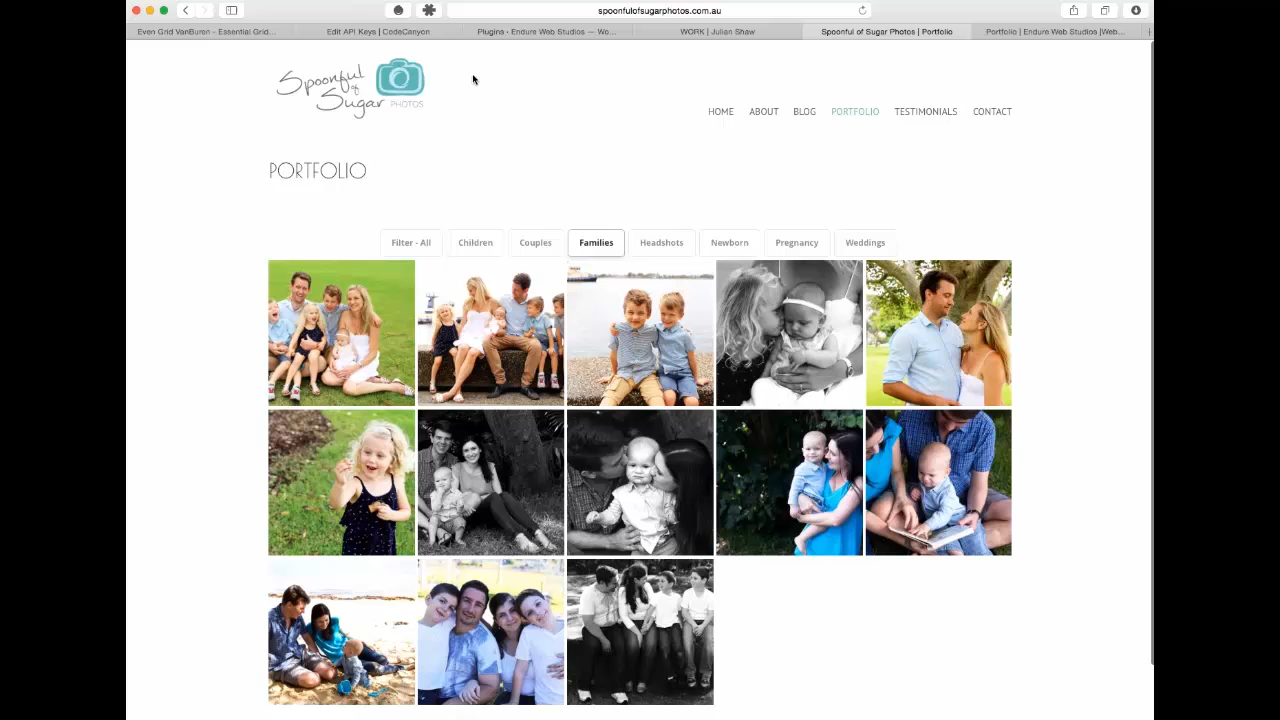 spoonfulofsugarphotos.com.au
Even Grid VanBuren - Essential Grid...
Edit API Keys | CodeCanyon
Plugins ‹ Endure Web Studios — Wo...
WORK | Julian Shaw
Spoonful of Sugar Photos | Portfolio
Portfolio | Endure Web Studios |Web...
Spoonful
of
Sugar PHOTOS
HOME ABOUT BLOG PORTFOLIO TESTIMONIALS CONTACT
PORTFOLIO
Filter - All Children Couples Families Headshots Newborn Pregnancy Weddings